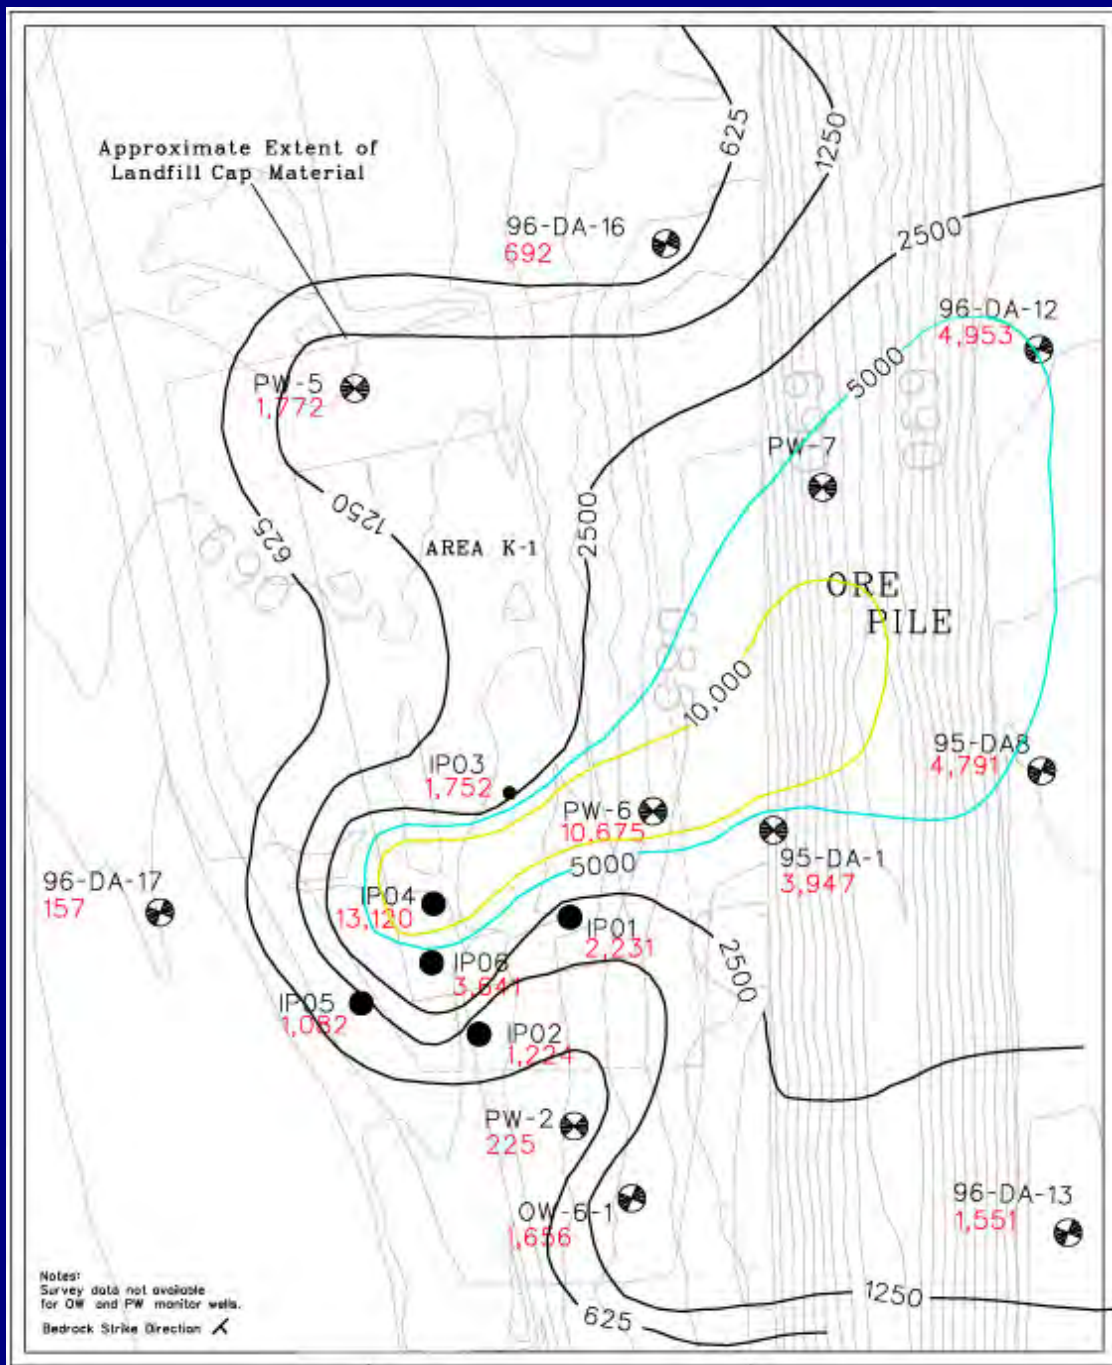 625
1250
Approximate Extent of
Landfill Cap Material
96-DA-16
692
2500
96-DA-12
4,953
5000
PW-5
1,772
690
690
PW-7
1250
625
2500
AREA K-1
0690
ORE
PILE
10,000
IP03
1,752
95-DA8
4,791
PW-6
10,675
5000
95-DA-1
3,947
96-DA-17
157
IP04
13,120
IP01
2,231
2500
IP06
3,641
IP05
1,082
IP02
1,224
PW-2
225
OW-6-1
1,656
96-DA-13
1,551
1250
625
Notes:
Survey data not available
for OW and PW monitor wells.
Bedrock Strike Direction